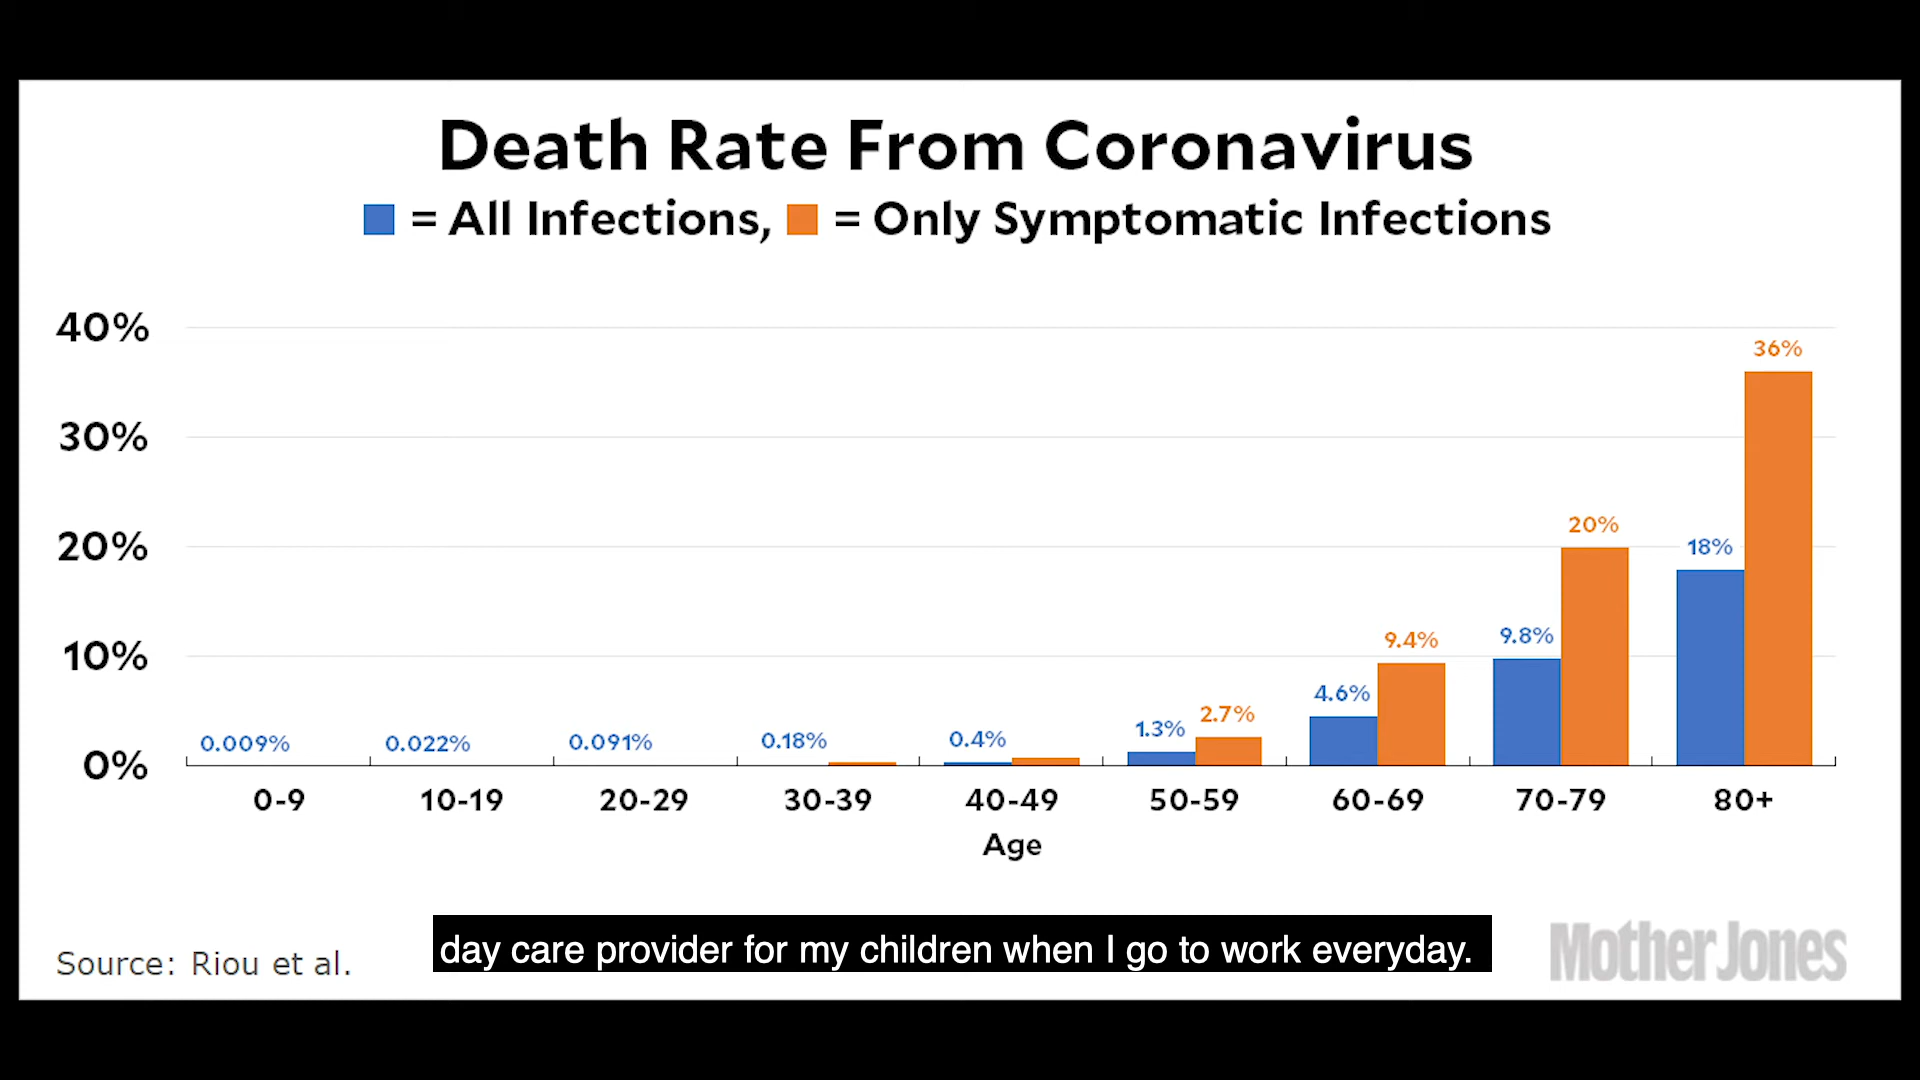 Death Rate From Coronavirus
= All Infections, = Only Symptomatic Infections
40%
30%
20%
10%
0%
0.009%
0.022%
0.091%
0.18%
0.4%
1.3%
2.7%
4.6%
9.4%
9.8%
20%
18%
36%
0-9 10-19 20-29 30-39 40-49 50-59 60-69 70-79 80+
Age
day care provider for my children when I go to work everyday.
Source: Riou et al.
Mother Jones